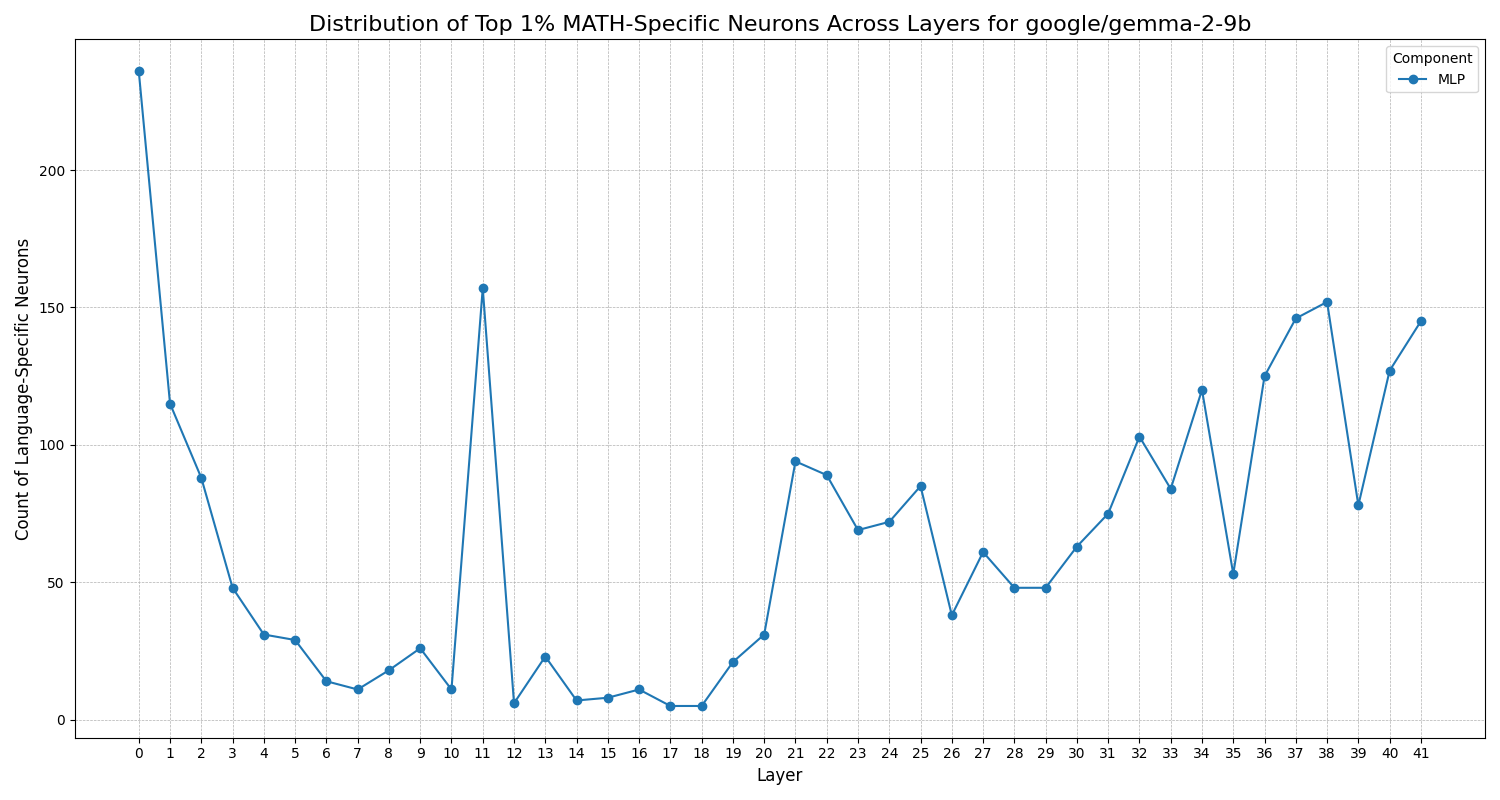 Distribution of Top 1% MATH-Specific Neurons Across Layers for google/gemma-2-9b
Component
MLP
Count of Language-Specific Neurons
200
150
100
50
0
0 1 2 3 4 5 6 7 8 9 10 11 12 13 14 15 16 17 18 19 20 21 22 23 24 25 26 27 28 29 30 31 32 33 34 35 36 37 38 39 40 41
Layer